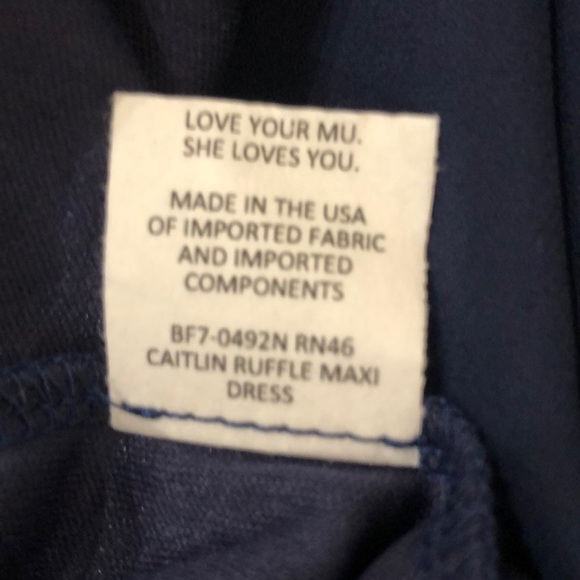 LOVE YOUR MU.
SHE LOVES YOU.
MADE IN THE USA
OF IMPORTED FABRIC
AND IMPORTED
COMPONENTS
BF7-0492N RN46
CAITLIN RUFFLE MAXI
DRESS